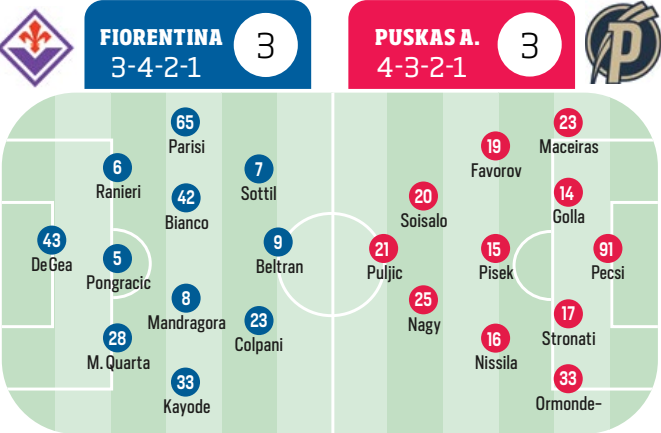 FIORENTINA
3-4-2-1
3
PUSKAS A.
4-3-2-1
3
P
65
Parisi
6
Ranieri
42
Bianco
7
Sottil
43
DeGea
5
Pongracic
9
Beltran
8
Mandragora
23
Colpani
28
M. Quarta
33
Kayode
23
Maceiras
19
Favorov
14
Golla
20
Soisalo
21
Puljic
15
Pisek
91
Pecsi
25
Nagy
17
Stronati
16
Nissila
33
Ormonde-